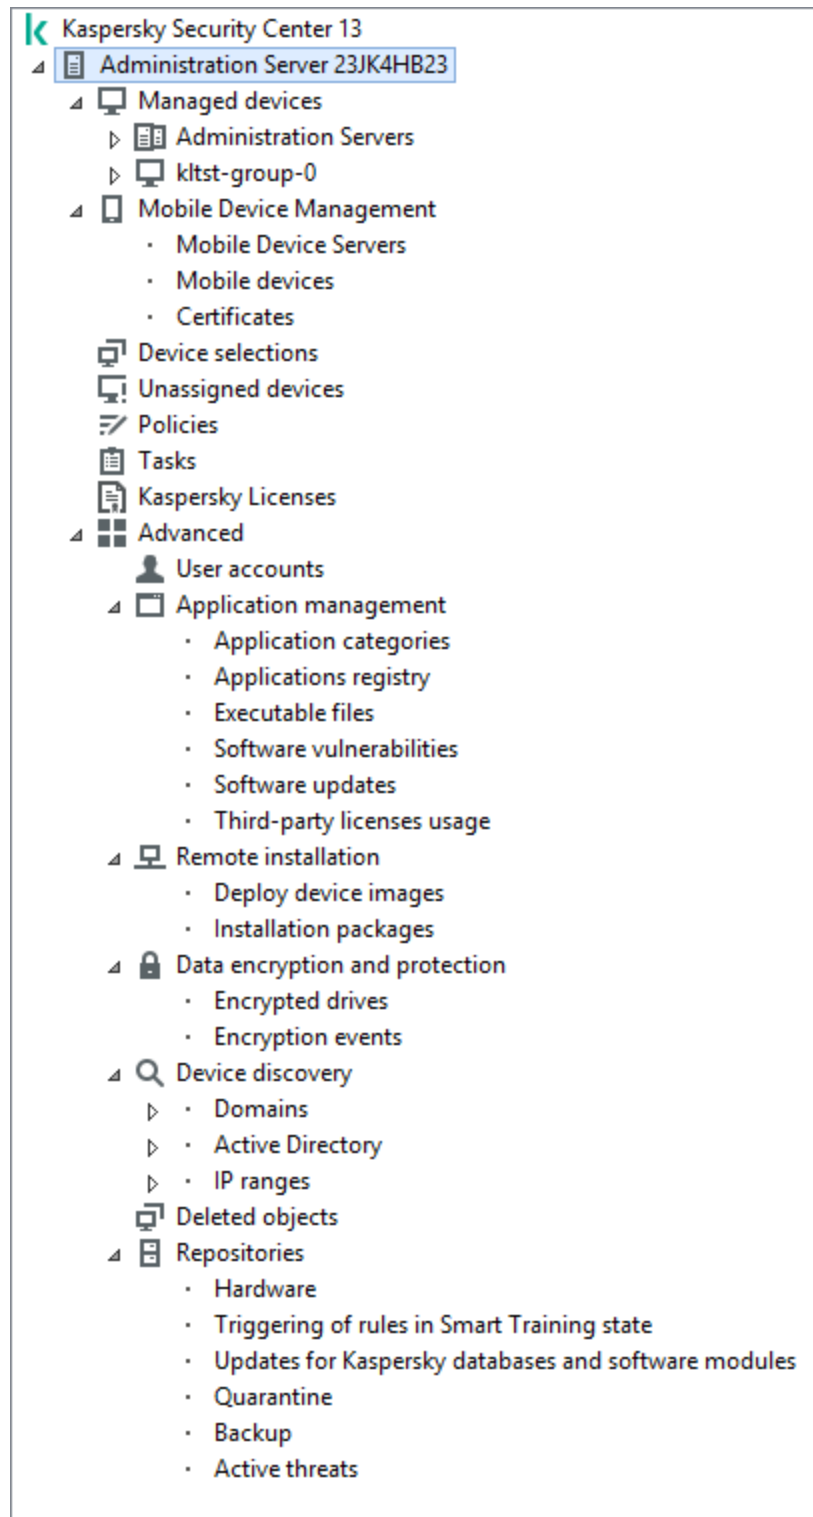 Kaspersky Security Center 13
Administration Server 23JK4HB23
Managed devices
Administration Servers
kltst-group-0
Mobile Device Management
Mobile Device Servers
Mobile devices
Certificates
Device selections
Unassigned devices
Policies
Tasks
Kaspersky Licenses
Advanced
User accounts
Application management
Application categories
Applications registry
Executable files
Software vulnerabilities
Software updates
Third-party licenses usage
Remote installation
Deploy device images
Installation packages
Data encryption and protection
Encrypted drives
Encryption events
Device discovery
Domains
Active Directory
IP ranges
Deleted objects
Repositories
Hardware
Triggering of rules in Smart Training state
Updates for Kaspersky databases and software modules
Quarantine
Backup
Active threats